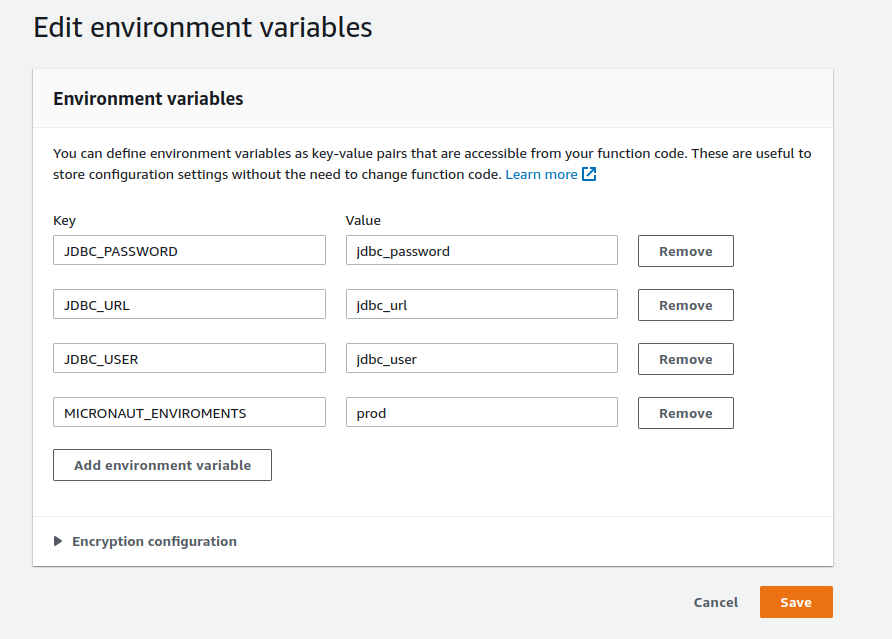 Edit environment variables
Environment variables
You can define environment variables as key-value pairs that are accessible from your function code. These are useful to
store configuration settings without the need to change function code. Learn more
Key Value
JDBC_PASSWORD jdbc_password Remove
JDBC_URL jdbc_url Remove
JDBC_USER jdbc_user Remove
MICRONAUT_ENVIROMENTS prod Remove
Add environment variable
Encryption configuration
Cancel Save